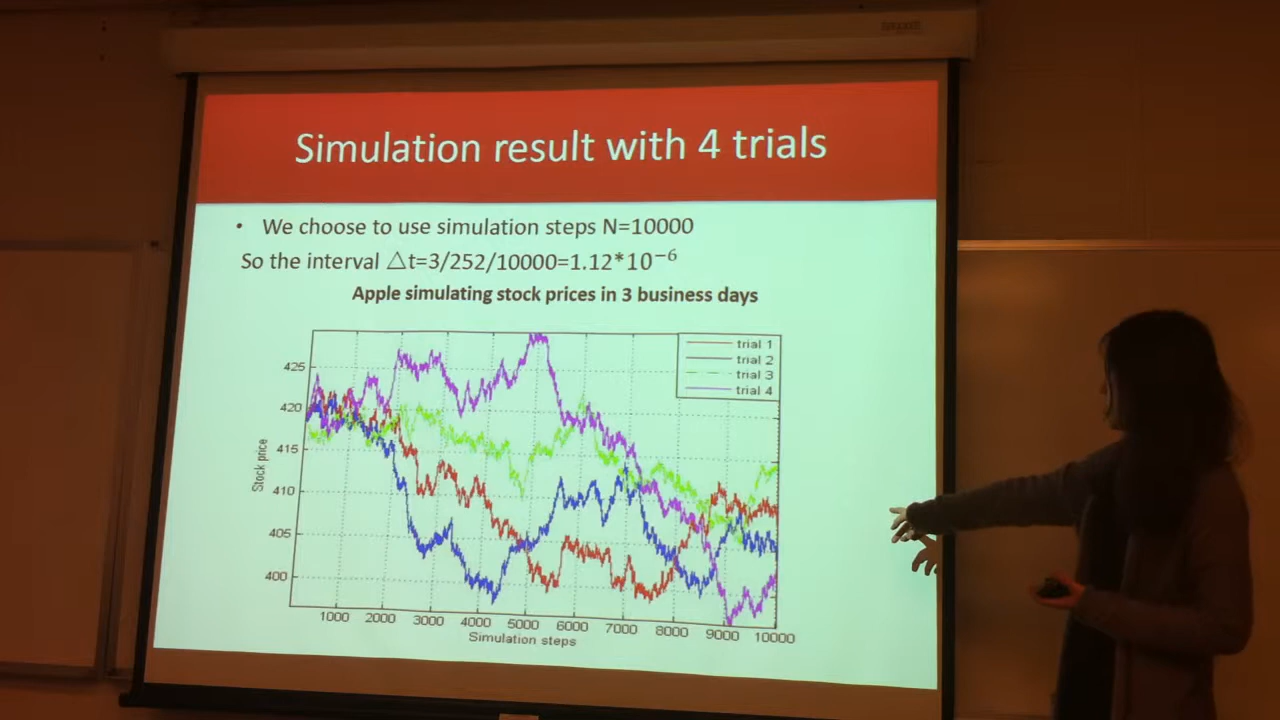 Simulation result with 4 trials
• We choose to use simulation steps N=10000
So the interval △t=3/252/10000=1.12*10⁻⁶
Apple simulating stock prices in 3 business days
trial 1
trial 2
trial 3
trial 4
425
420
415
410
405
400
Stock price
1000 2000 3000 4000 5000 6000 7000 8000 9000 10000
Simulation steps